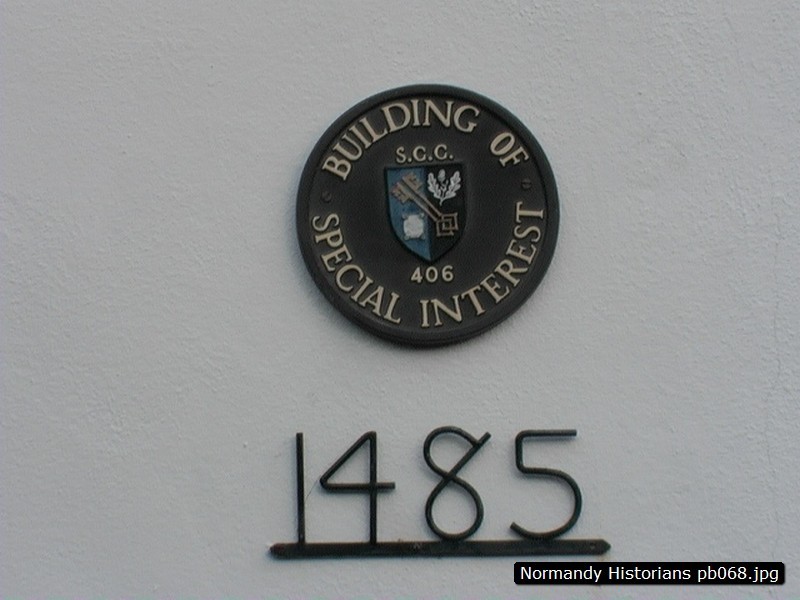 BUILDING OF
S.C.C.
406
SPECIAL INTEREST
1485
Normandy Historians pb068.jpg